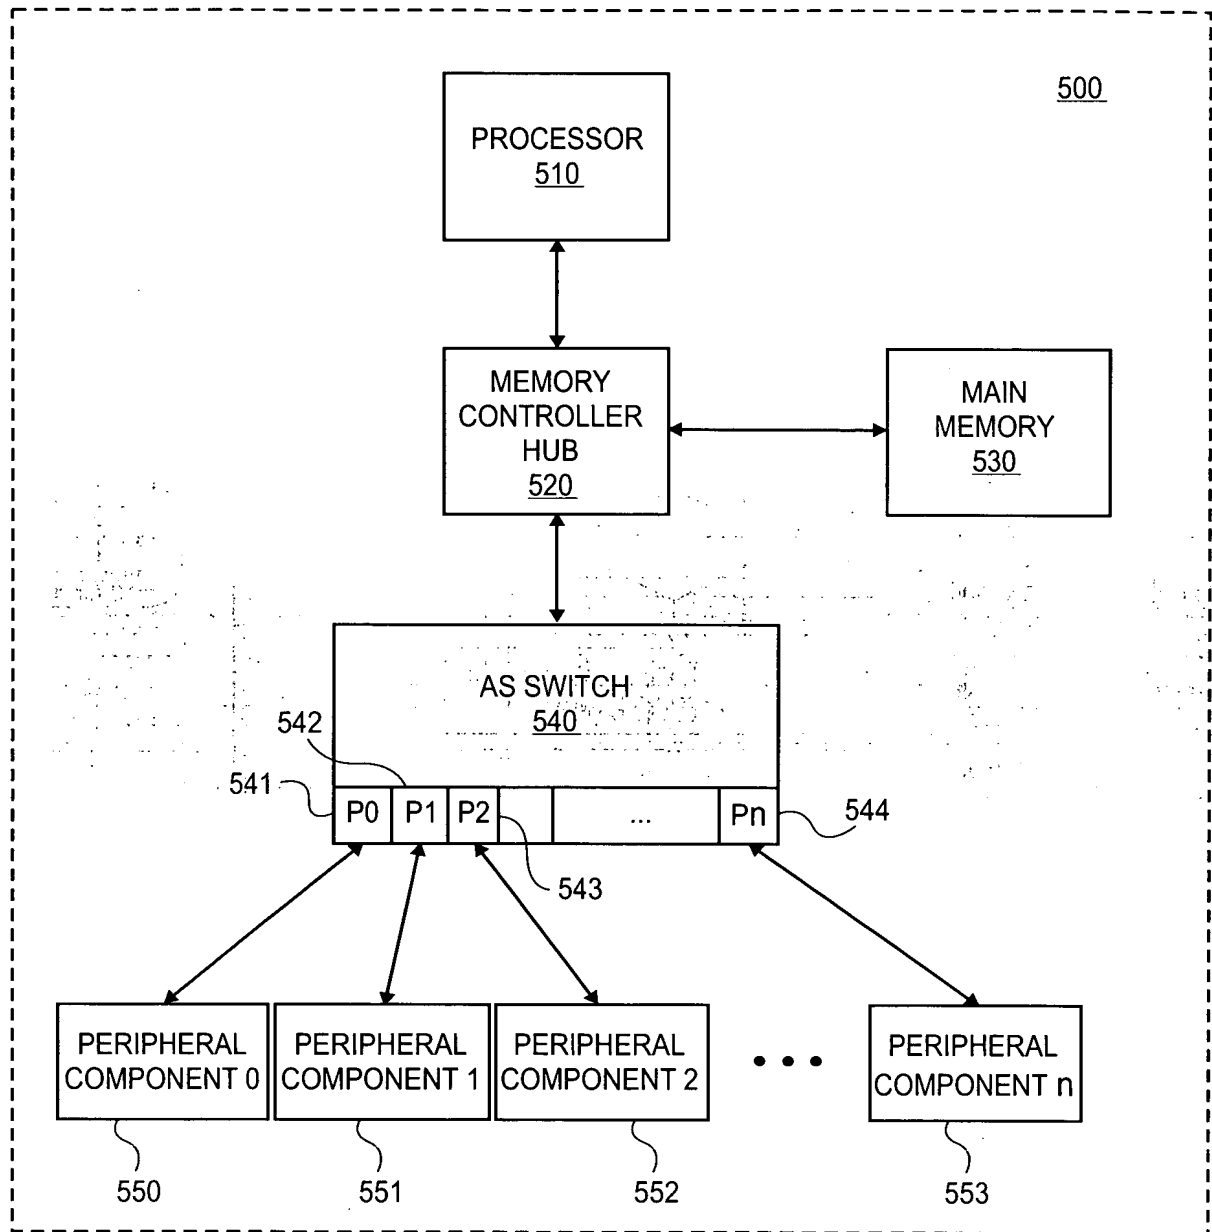 500
PROCESSOR
510
MEMORY
CONTROLLER
HUB
520
MAIN
MEMORY
530
AS SWITCH
540
542
541
P0 P1 P2 ... Pn
544
543
PERIPHERAL
COMPONENT 0
PERIPHERAL
COMPONENT 1
PERIPHERAL
COMPONENT 2
PERIPHERAL
COMPONENT n
550
551
552
553